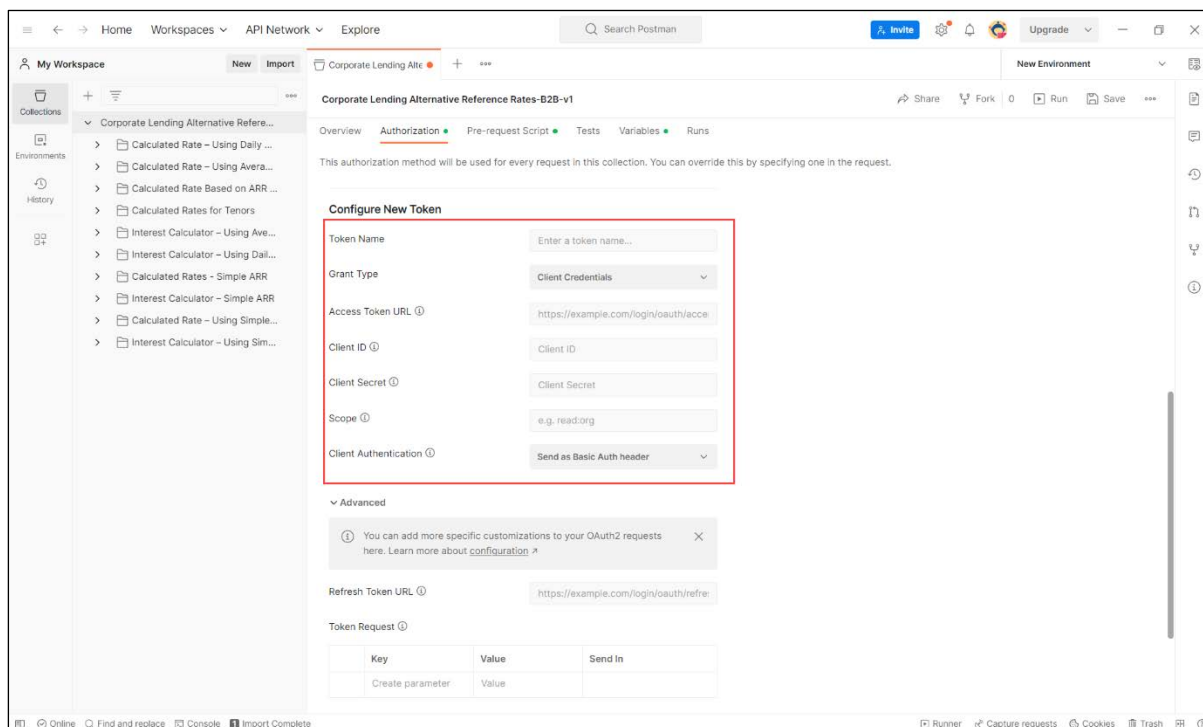 Home Workspaces API Network Explore Search Postman Invite Upgrade
My Workspace New Import Corporate Lending Alte + New Environment
Collections
Environments
History
Corporate Lending Alternative Refere...
Calculated Rate – Using Daily ...
Calculated Rate – Using Avera...
Calculated Rate Based on ARR ...
Calculated Rates for Tenors
Interest Calculator – Using Ave...
Interest Calculator – Using Dail...
Calculated Rates - Simple ARR
Interest Calculator – Simple ARR
Calculated Rate – Using Simple...
Interest Calculator – Using Sim...
Corporate Lending Alternative Reference Rates-B2B-v1 Share Fork 0 Run Save
Overview Authorization Pre-request Script Tests Variables Runs
This authorization method will be used for every request in this collection. You can override this by specifying one in the request.
Configure New Token
Token Name Enter a token name...
Grant Type Client Credentials
Access Token URL https://example.com/login/oauth/acce
Client ID Client ID
Client Secret Client Secret
Scope e.g. read:org
Client Authentication Send as Basic Auth header
Advanced
You can add more specific customizations to your OAuth2 requests
here. Learn more about configuration
Refresh Token URL https://example.com/login/oauth/refre
Token Request
Key Value Send In
Create parameter Value
Online Find and replace Console 1 Import Complete Runner Capture requests Cookies Trash